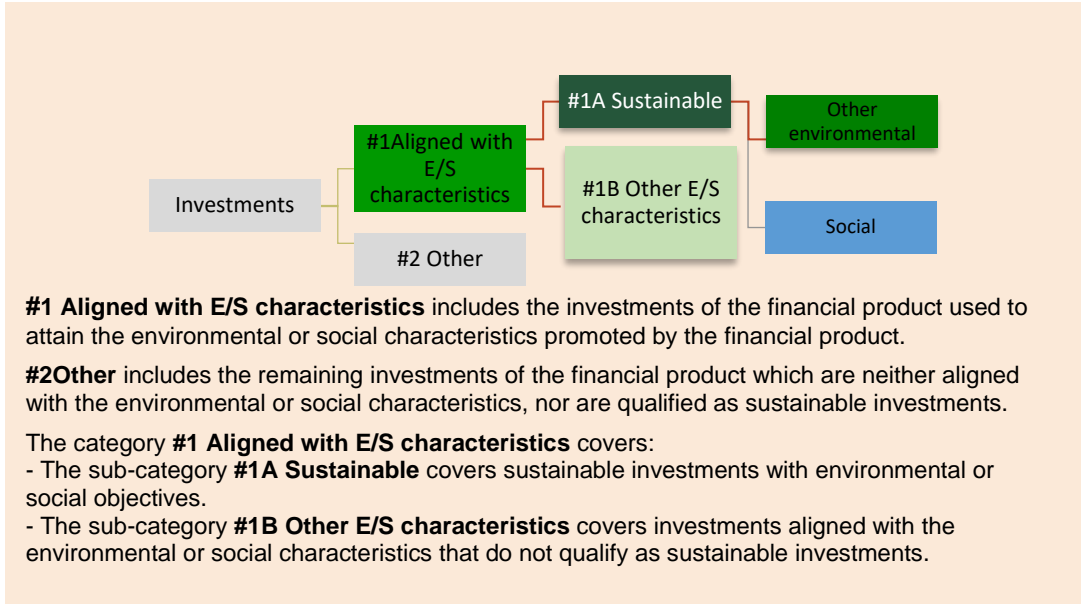 #1A Sustainable
Other
environmental
#1Aligned with
E/S
characteristics
#1B Other E/S
characteristics
Investments
Social
#2 Other
#1 Aligned with E/S characteristics includes the investments of the financial product used to
attain the environmental or social characteristics promoted by the financial product.
#2Other includes the remaining investments of the financial product which are neither aligned
with the environmental or social characteristics, nor are qualified as sustainable investments.
The category #1 Aligned with E/S characteristics covers:
- The sub-category #1A Sustainable covers sustainable investments with environmental or
social objectives.
- The sub-category #1B Other E/S characteristics covers investments aligned with the
environmental or social characteristics that do not qualify as sustainable investments.